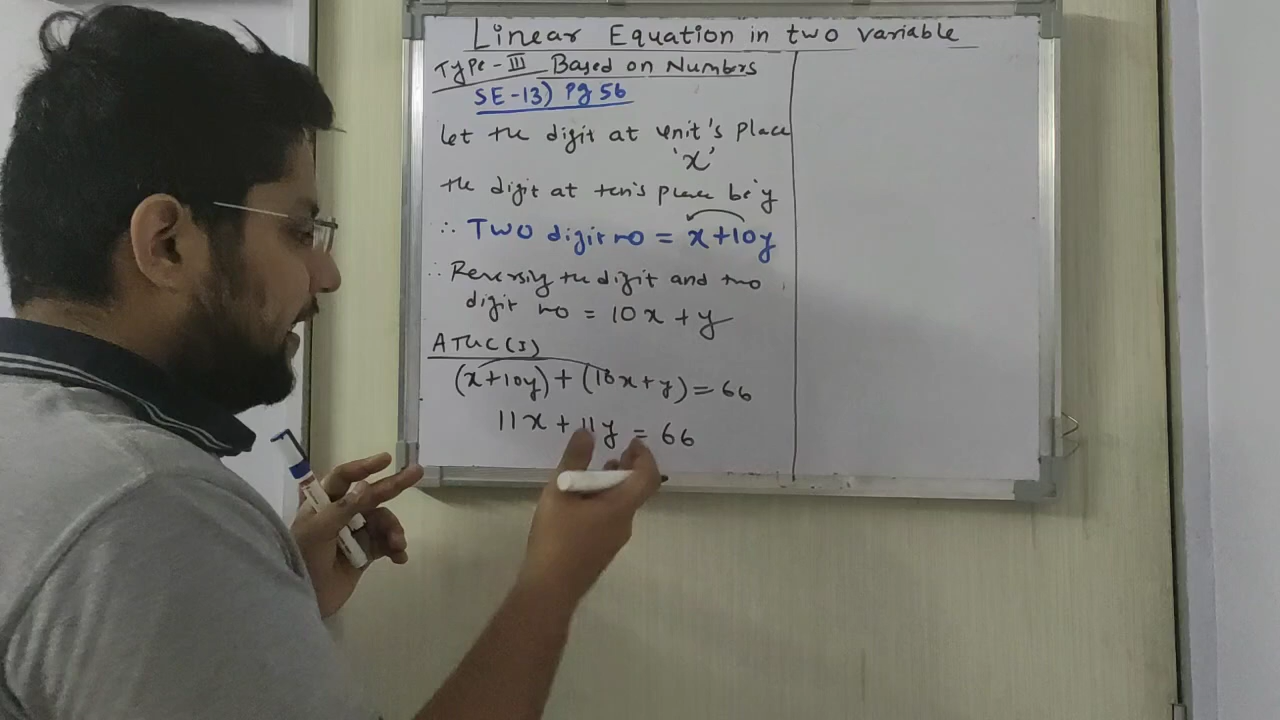 Linear Equation in two variable
Type-III Based on Numbers
SE-13) Pg 56
Let the digit at unit's place
'x'
the digit at ten's place be 'y
∴ Two digit no = x+10y
∴ Reversing the digit and two
digit no = 10x + y
ATHC(I)
(x+10y)+(10x+y)=66
11x + 11y = 66